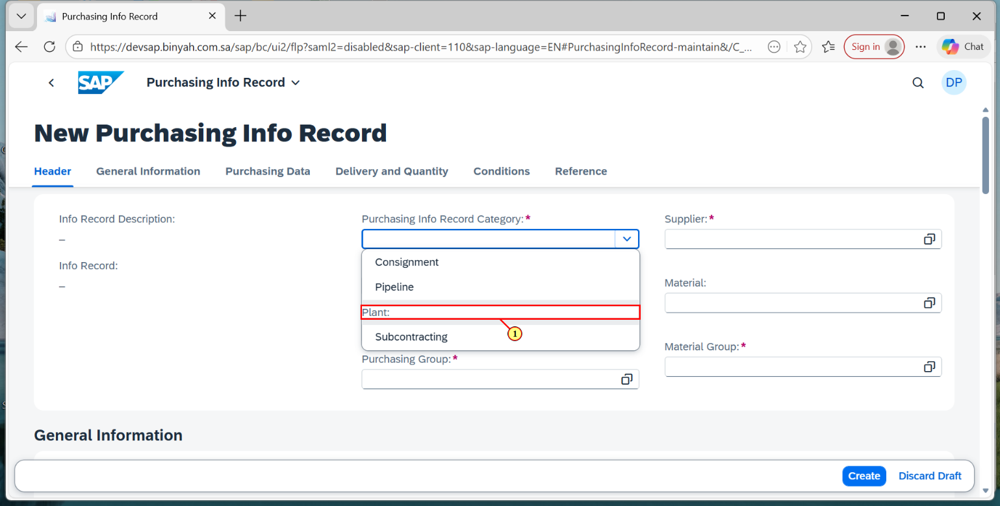 Purchasing Info Record
https://devsap.binyah.com.sa/sap/bc/ui2/flp?saml2=disabled&sap-client=110&sap-language=EN#PurchasingInfoRecord-maintain&/C_...
Sign in
Chat
SAP
Purchasing Info Record
DP
New Purchasing Info Record
Header
General Information
Purchasing Data
Delivery and Quantity
Conditions
Reference
Info Record Description:
–
Info Record:
–
Purchasing Info Record Category:*
Consignment
Pipeline
Plant:
1
Subcontracting
Purchasing Group:*
Supplier:*
Material:
Material Group:*
General Information
Create
Discard Draft